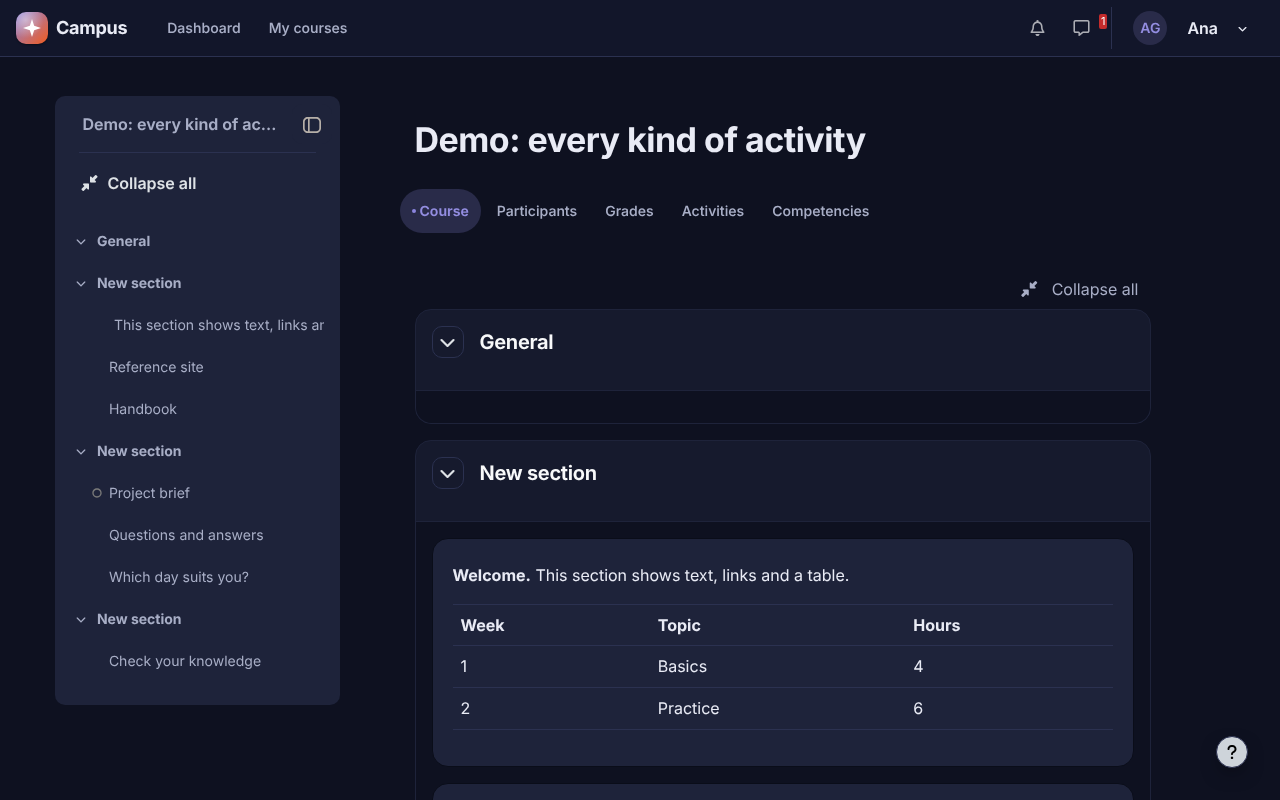 Campus
Dashboard
My courses
1
AG
Ana
Demo: every kind of ac...
Collapse all
General
New section
This section shows text, links ar
Reference site
Handbook
New section
Project brief
Questions and answers
Which day suits you?
New section
Check your knowledge
Demo: every kind of activity
Course
Participants
Grades
Activities
Competencies
Collapse all
General
New section
Welcome. This section shows text, links and a table.
Week Topic Hours
1 Basics 4
2 Practice 6
?